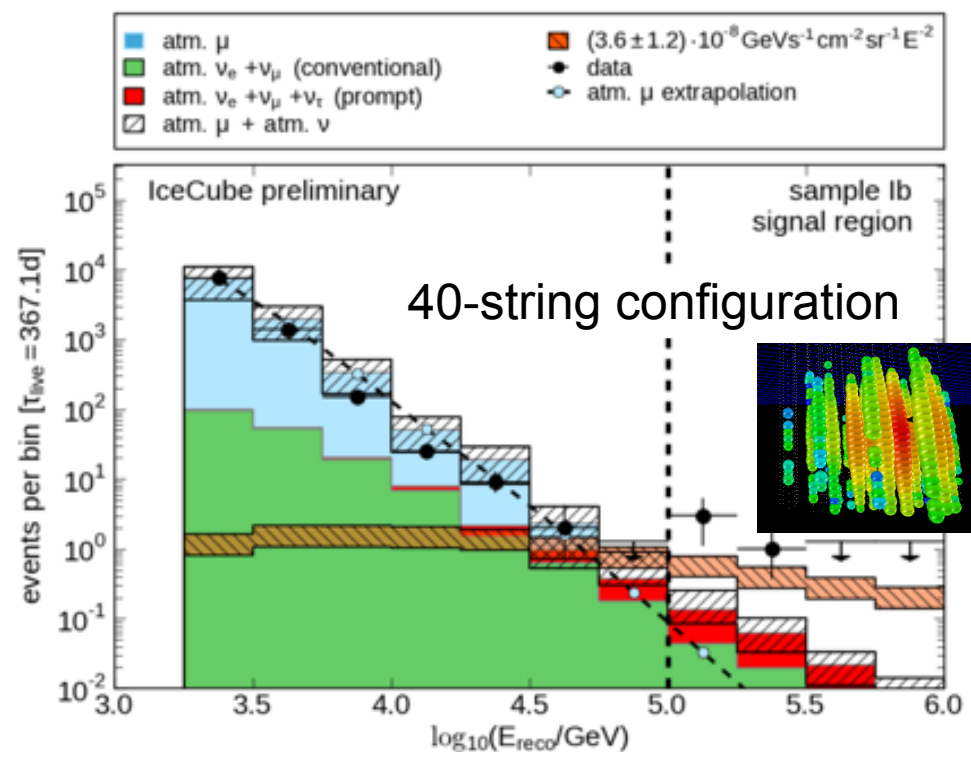 atm. μ
atm. νe +νμ (conventional)
atm. νe +νμ +ντ (prompt)
atm. μ + atm. ν
(3.6±1.2)·10⁻⁸ GeVs⁻¹cm⁻²sr⁻¹E⁻²
data
atm. μ extrapolation
IceCube preliminary
sample Ib
signal region
40-string configuration
events per bin [τlive=367.1d]
10⁵
10⁴
10³
10²
10¹
10⁰
10⁻¹
10⁻²
3.0 3.5 4.0 4.5 5.0 5.5 6.0
log₁₀(Ereco/GeV)